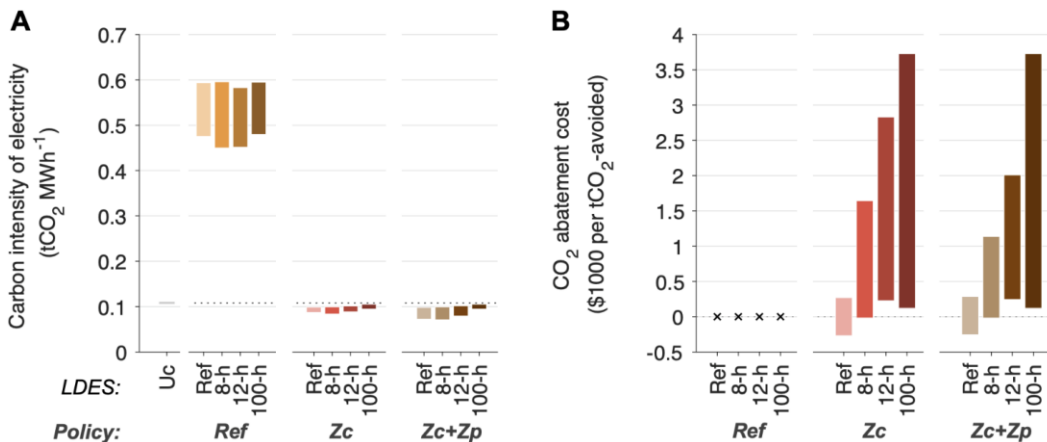 A
Carbon intensity of electricity
(tCO₂ MWh⁻¹)
0.7
0.6
0.5
0.4
0.3
0.2
0.1
0
LDES:
Uc
Ref
8-h
12-h
100-h
Ref
8-h
12-h
100-h
Ref
8-h
12-h
100-h
Policy:
Ref
Zc
Zc+Zp
B
CO₂ abatement cost
($1000 per tCO₂-avoided)
4
3.5
3
2.5
2
1.5
1
0.5
0
-0.5
Ref
8-h
12-h
100-h
Ref
8-h
12-h
100-h
Ref
8-h
12-h
100-h
Ref
Zc
Zc+Zp